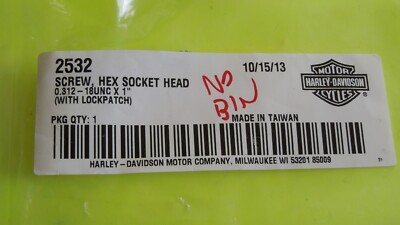 2532
10/15/13
SCREW, HEX SOCKET HEAD
0.312-18UNC X 1"
(WITH LOCKPATCH)
NO
BIN
MOTOR
HARLEY-DAVIDSON
CYCLES
®
PKG QTY: 1
MADE IN TAIWAN
HARLEY-DAVIDSON MOTOR COMPANY, MILWAUKEE WI 53201 85009